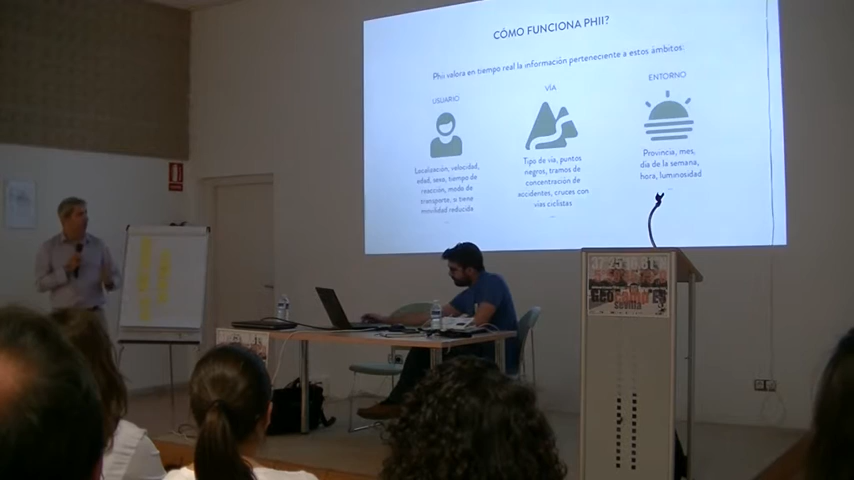 CÓMO FUNCIONA PHII?
Phii valora en tiempo real la información perteneciente a estos ámbitos:
USUARIO
Localización, velocidad,
edad, sexo, tiempo de
reacción, modo de
transporte, si tiene
movilidad reducida
...
VÍA
Tipo de vía, puntos
negros, tramos de
concentración de
accidentes, cruces con
vías ciclistas
...
ENTORNO
Provincia, mes,
día de la semana,
hora, luminosidad
...
sevilla